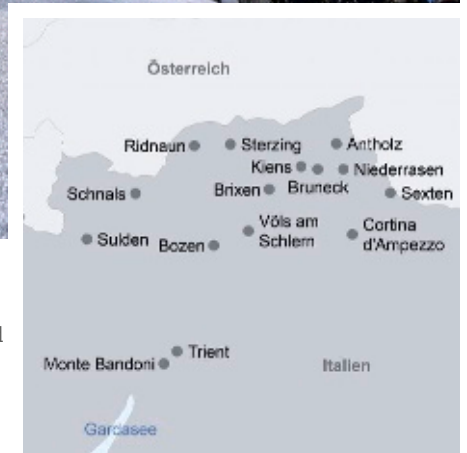 Österreich
Ridnaun
Sterzing
Antholz
Kiens
Niederrasen
Bruneck
Schnals
Brixen
Sexten
Völs am
Schlern
Cortina
d'Ampezzo
Sulden
Bozen
Trient
Monte Bandoni
Italien
Gardasee